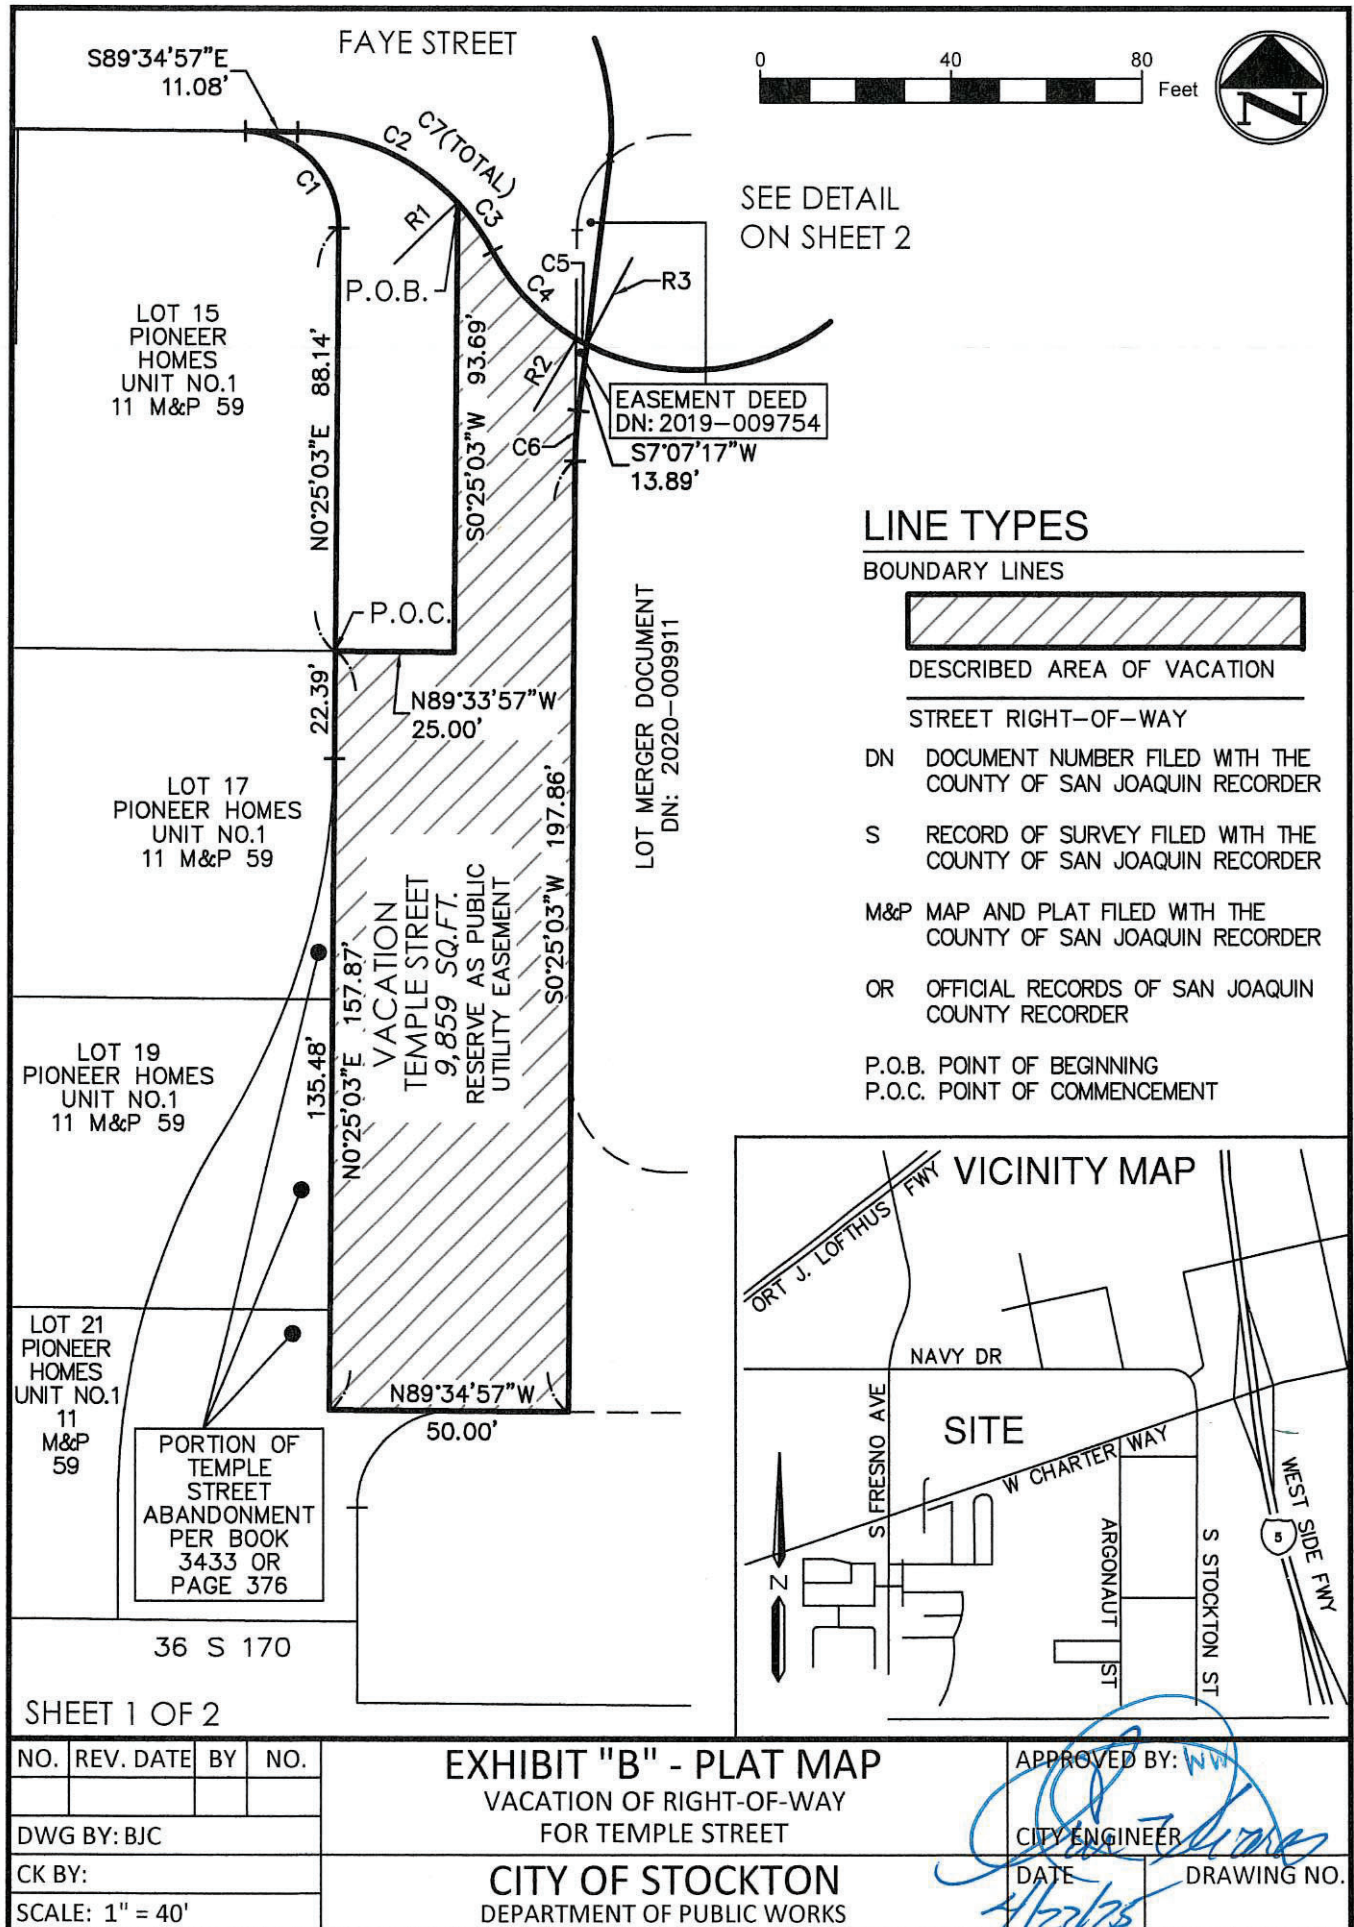 FAYE STREET
S89°34'57"E
11.08'
0 40 80
Feet
N
C1
C2
C7(TOTAL)
C3
R1
P.O.B.
C4
C5
R3
R2
C6
SEE DETAIL
ON SHEET 2
LOT 15
PIONEER
HOMES
UNIT NO.1
11 M&P 59
N0°25'03"E 88.14'
S0°25'03"W 93.69'
EASEMENT DEED
DN: 2019-009754
S7°07'17"W
13.89'
P.O.C.
22.39'
N89°33'57"W
25.00'
LOT MERGER DOCUMENT
DN: 2020-009911
LOT 17
PIONEER HOMES
UNIT NO.1
11 M&P 59
S0°25'03"W 197.86'
VACATION
TEMPLE STREET
9,859 SQ.FT.
RESERVE AS PUBLIC
UTILITY EASEMENT
N0°25'03"E 157.87'
135.48'
LOT 19
PIONEER HOMES
UNIT NO.1
11 M&P 59
LOT 21
PIONEER
HOMES
UNIT NO.1
11
M&P
59
N89°34'57"W
50.00'
PORTION OF
TEMPLE
STREET
ABANDONMENT
PER BOOK
3433 OR
PAGE 376
36 S 170
SHEET 1 OF 2
LINE TYPES
BOUNDARY LINES
DESCRIBED AREA OF VACATION
STREET RIGHT-OF-WAY
DN DOCUMENT NUMBER FILED WITH THE
COUNTY OF SAN JOAQUIN RECORDER
S RECORD OF SURVEY FILED WITH THE
COUNTY OF SAN JOAQUIN RECORDER
M&P MAP AND PLAT FILED WITH THE
COUNTY OF SAN JOAQUIN RECORDER
OR OFFICIAL RECORDS OF SAN JOAQUIN
COUNTY RECORDER
P.O.B. POINT OF BEGINNING
P.O.C. POINT OF COMMENCEMENT
VICINITY MAP
ORT J. LOFTHUS FWY
NAVY DR
S FRESNO AVE
SITE
W CHARTER WAY
ARGONAUT ST
S STOCKTON ST
WEST SIDE FWY
5
N
NO. REV. DATE BY NO.
DWG BY: BJC
CK BY:
SCALE: 1" = 40'
EXHIBIT "B" - PLAT MAP
VACATION OF RIGHT-OF-WAY
FOR TEMPLE STREET
CITY OF STOCKTON
DEPARTMENT OF PUBLIC WORKS
APPROVED BY: WW
CITY ENGINEER
DATE
4/22/25
DRAWING NO.